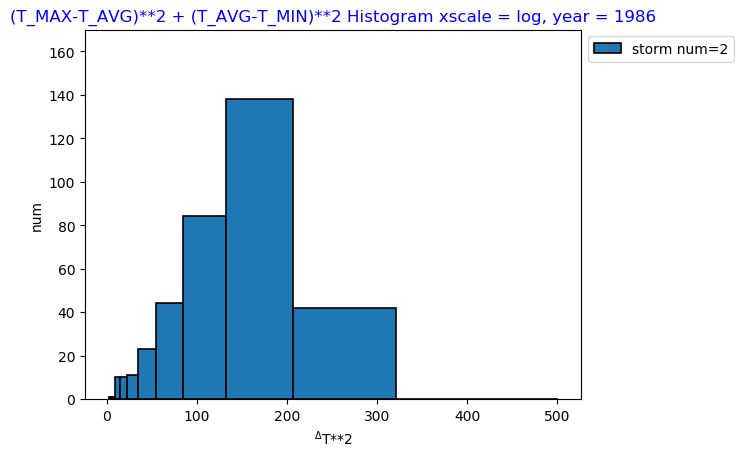 (T_MAX-T_AVG)**2 + (T_AVG-T_MIN)**2 Histogram xscale = log, year = 1986
storm num=2
160
140
120
100
80
60
40
20
0
num
0 100 200 300 400 500
ΔT**2